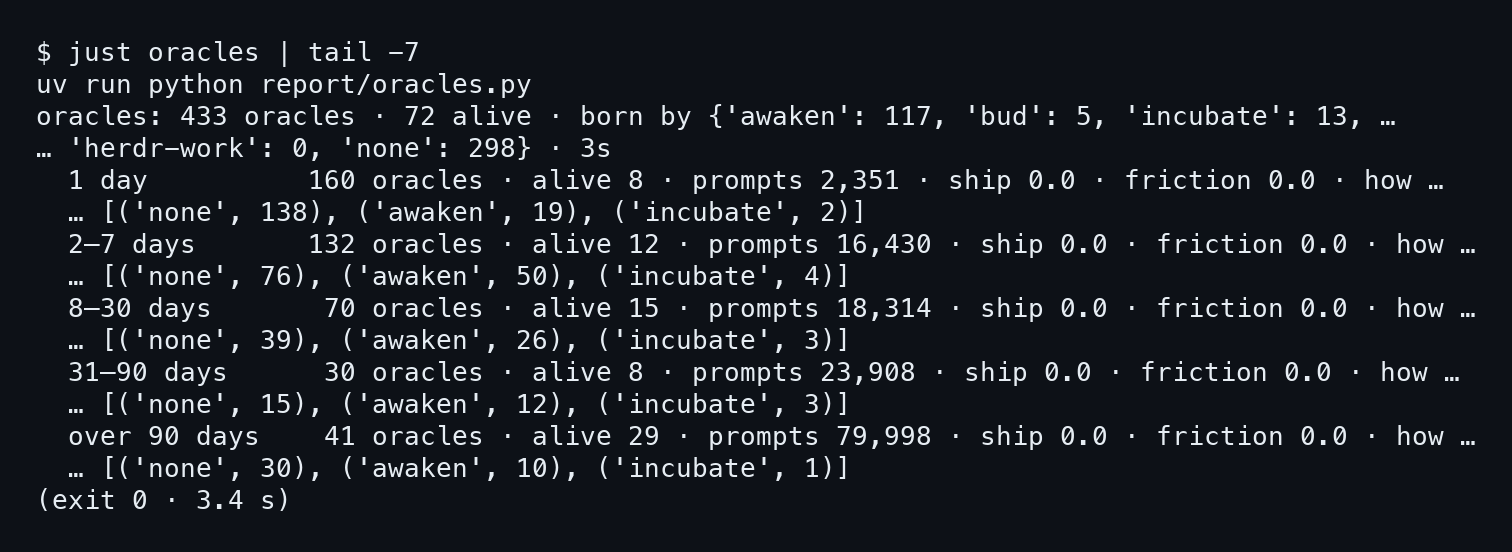 $ just oracles | tail −7
uv run python report/oracles.py
oracles: 433 oracles · 72 alive · born by {'awaken': 117, 'bud': 5, 'incubate': 13, …
… 'herdr−work': 0, 'none': 298} · 3s
  1 day          160 oracles · alive 8 · prompts 2,351 · ship 0.0 · friction 0.0 · how …
  … [('none', 138), ('awaken', 19), ('incubate', 2)]
  2–7 days       132 oracles · alive 12 · prompts 16,430 · ship 0.0 · friction 0.0 · how …
  … [('none', 76), ('awaken', 50), ('incubate', 4)]
  8–30 days       70 oracles · alive 15 · prompts 18,314 · ship 0.0 · friction 0.0 · how …
  … [('none', 39), ('awaken', 26), ('incubate', 3)]
  31–90 days      30 oracles · alive 8 · prompts 23,908 · ship 0.0 · friction 0.0 · how …
  … [('none', 15), ('awaken', 12), ('incubate', 3)]
  over 90 days    41 oracles · alive 29 · prompts 79,998 · ship 0.0 · friction 0.0 · how …
  … [('none', 30), ('awaken', 10), ('incubate', 1)]
(exit 0 · 3.4 s)